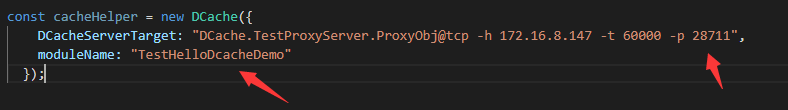 const cacheHelper = new DCache({
DCacheServerTarget: "DCache.TestProxyServer.ProxyObj@tcp -h 172.16.8.147 -t 60000 -p 28711",
moduleName: "TestHelloDcacheDemo"
});